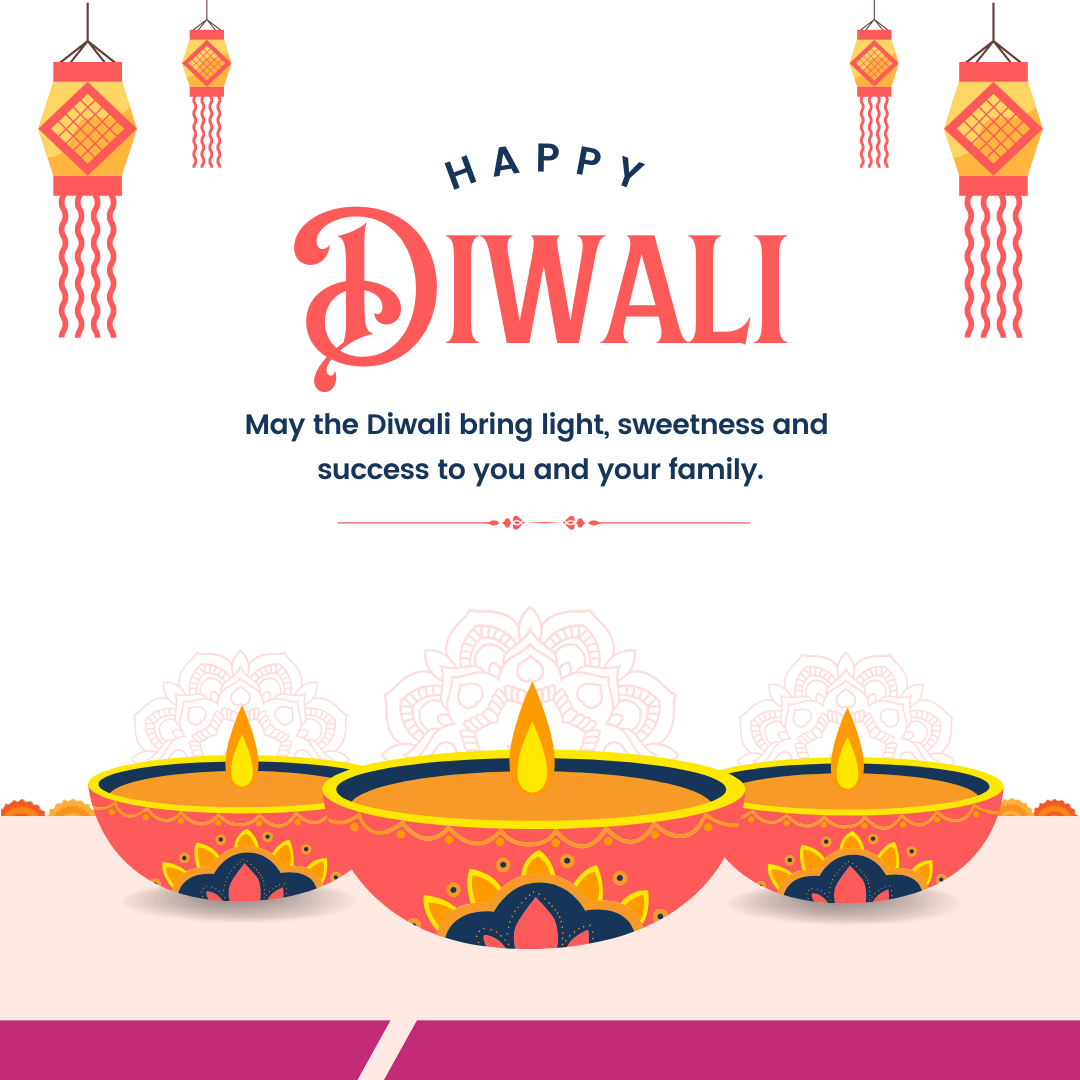 HAPPY
DIWALI
May the Diwali bring light, sweetness and
success to you and your family.